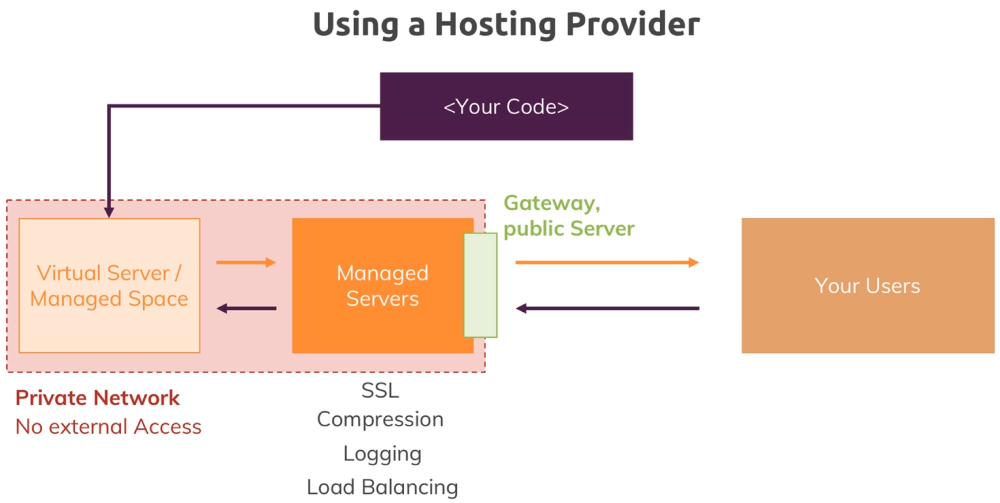 Using a Hosting Provider
<Your Code>
Gateway,
public Server
Virtual Server /
Managed Space
Managed
Servers
Your Users
Private Network
No external Access
SSL
Compression
Logging
Load Balancing